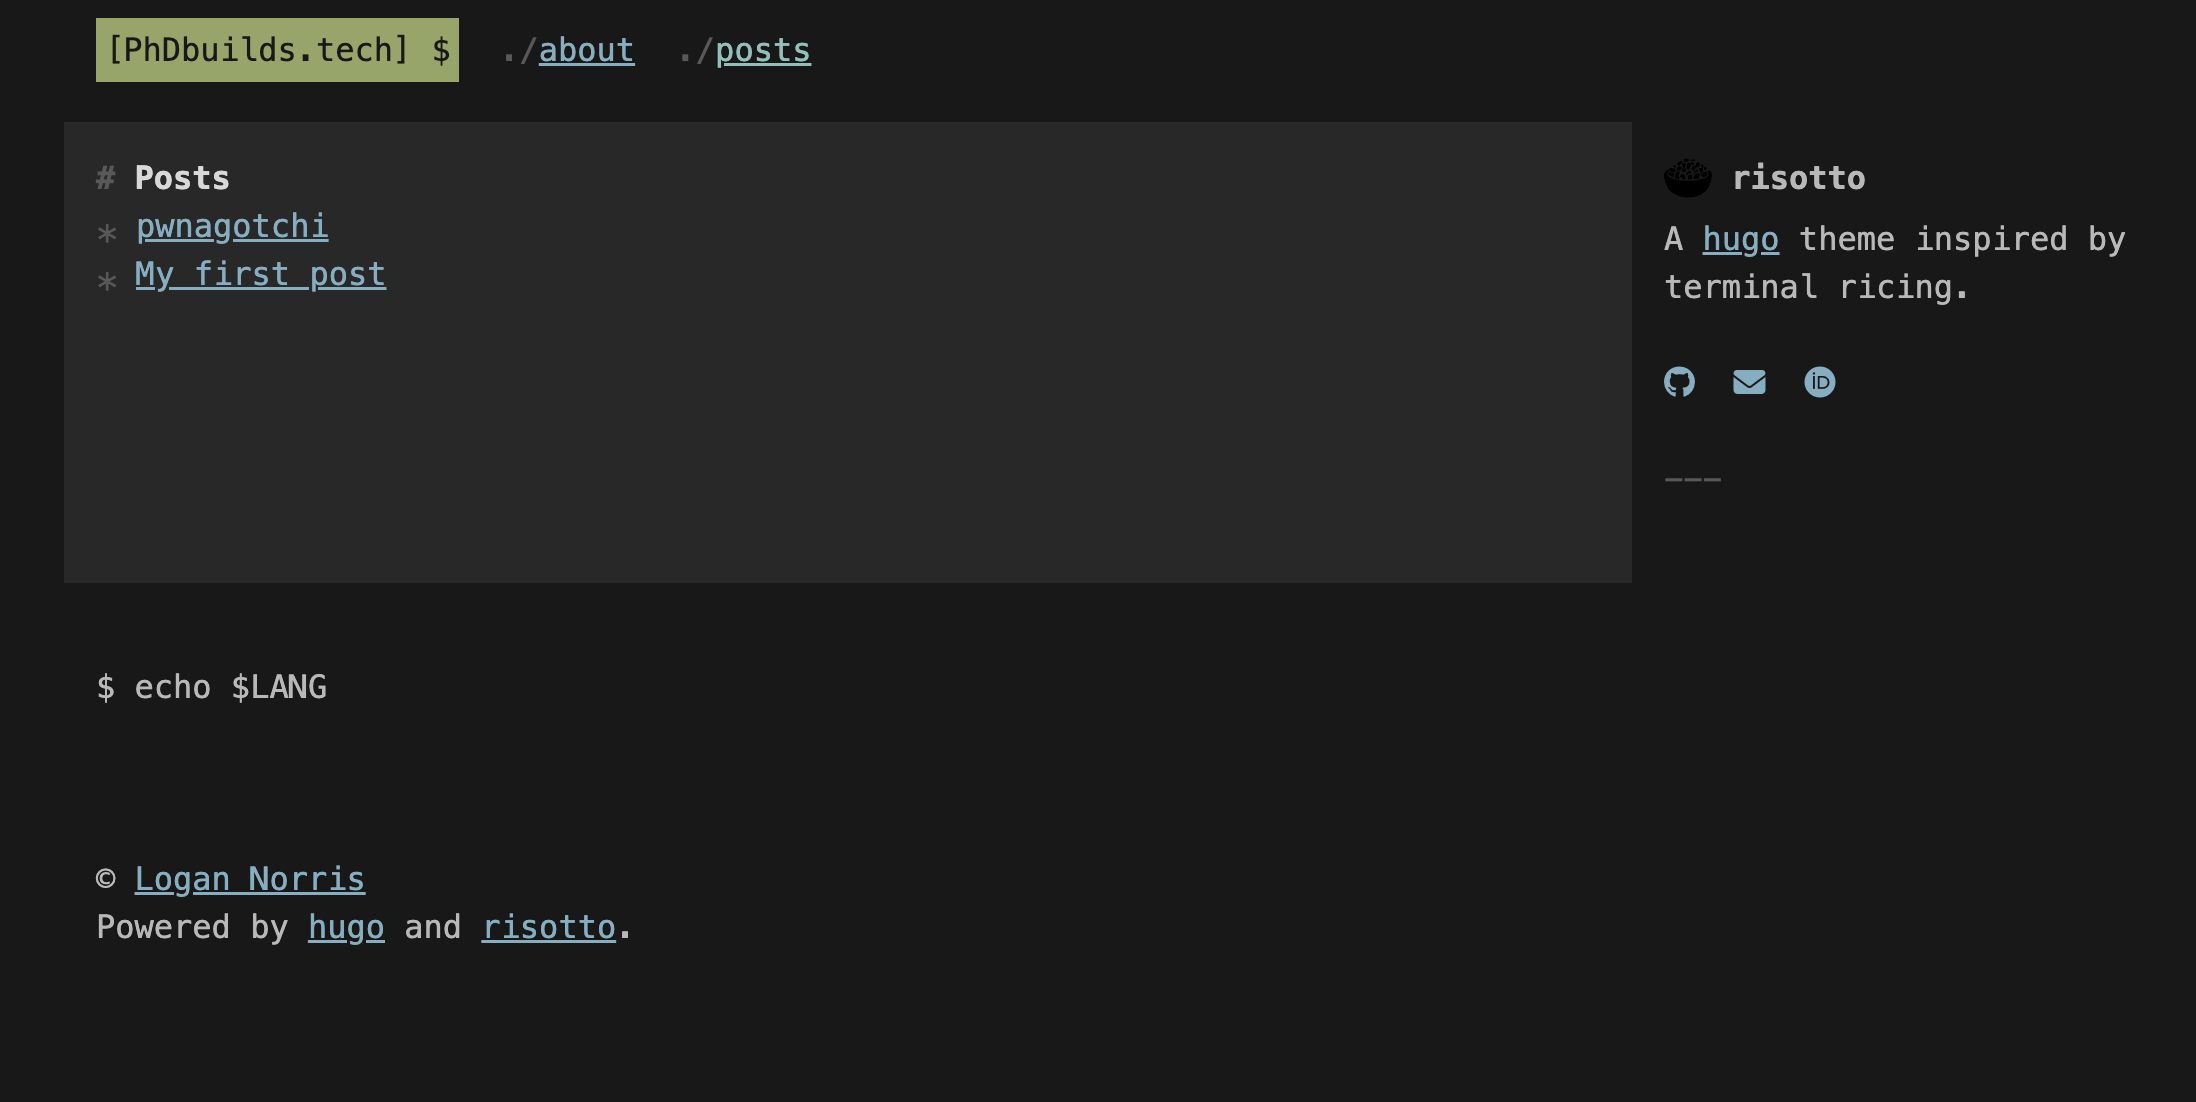 [PhDbuilds.tech] $ ./about ./posts
# Posts
* pwnagotchi
* My first post
risotto
A hugo theme inspired by
terminal ricing.
iD
---
$ echo $LANG
© Logan Norris
Powered by hugo and risotto.